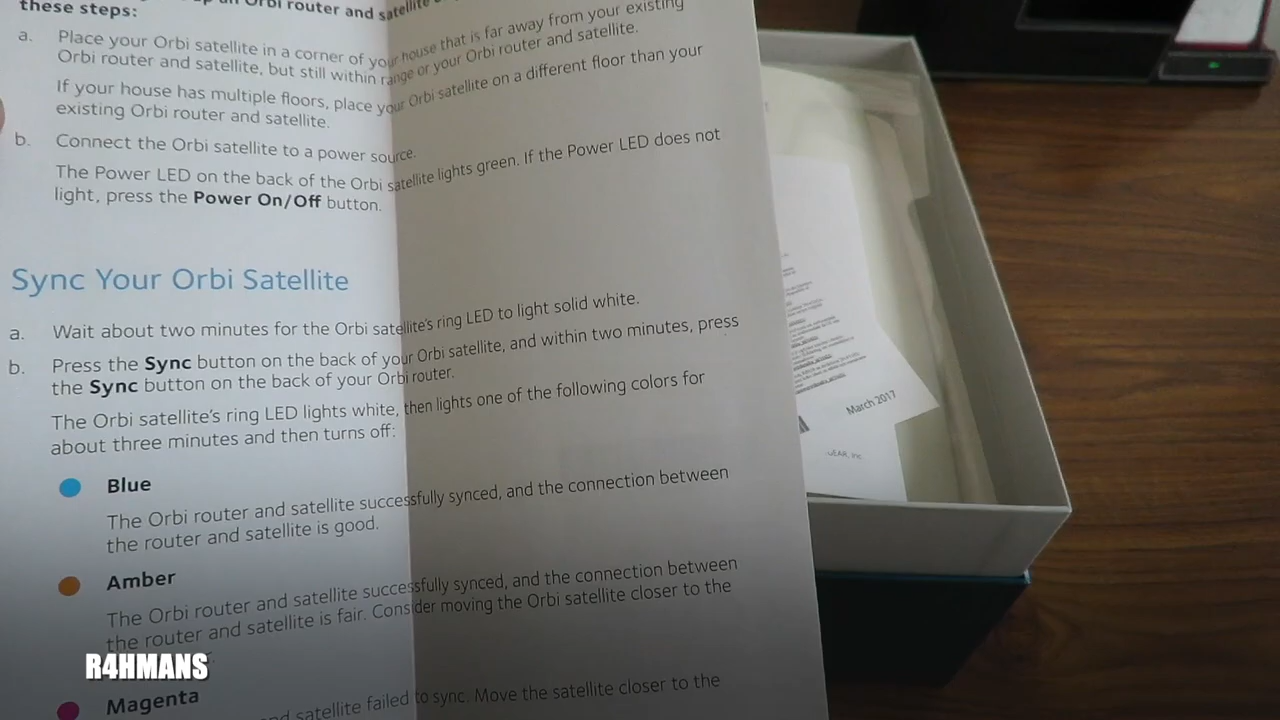 an Orbi router and satellite
these steps:
a. Place your Orbi satellite in a corner of your house that is far away from your existing
Orbi router and satellite, but still within range or your Orbi router and satellite.
If your house has multiple floors, place your Orbi satellite on a different floor than your
existing Orbi router and satellite.
b. Connect the Orbi satellite to a power source.
The Power LED on the back of the Orbi satellite lights green. If the Power LED does not
light, press the Power On/Off button.
Sync Your Orbi Satellite
a. Wait about two minutes for the Orbi satellite's ring LED to light solid white.
b. Press the Sync button on the back of your Orbi satellite, and within two minutes, press
the Sync button on the back of your Orbi router.
The Orbi satellite's ring LED lights white, then lights one of the following colors for
about three minutes and then turns off:
Blue
The Orbi router and satellite successfully synced, and the connection between
the router and satellite is good.
Amber
The Orbi router and satellite successfully synced, and the connection between
the router and satellite is fair. Consider moving the Orbi satellite closer to the
Magenta
and satellite failed to sync. Move the satellite closer to the
March 2017
R4HMANS